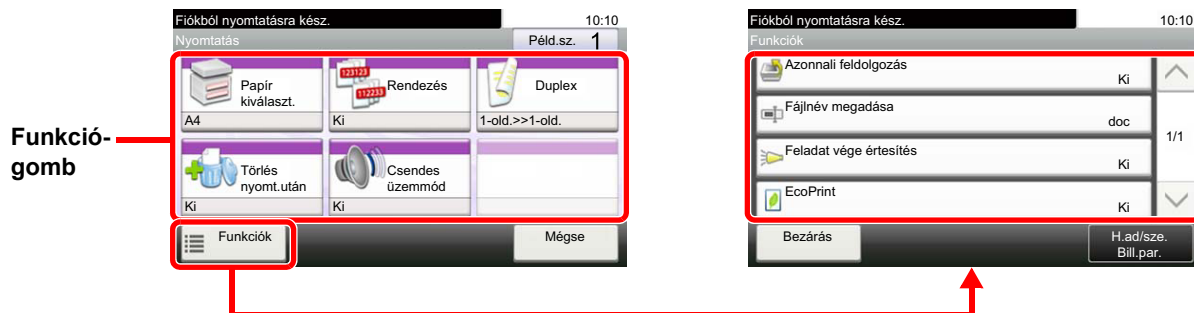 Funkció-
gomb
Fiókból nyomtatásra kész. 10:10
Nyomtatás Péld.sz. 1
123123
112233
Papír
kiválaszt.
A4
Rendezés
Ki
Duplex
1-old.>>1-old.
Törlés
nyomt.után
Ki
Csendes
üzemmód
Ki
Funkciók Mégse
Fiókból nyomtatásra kész. 10:10
Funkciók
Azonnali feldolgozás
Ki
Fájlnév megadása
doc
1/1
Feladat vége értesítés
Ki
EcoPrint
Ki
Bezárás
H.ad/sze.
Bill.par.